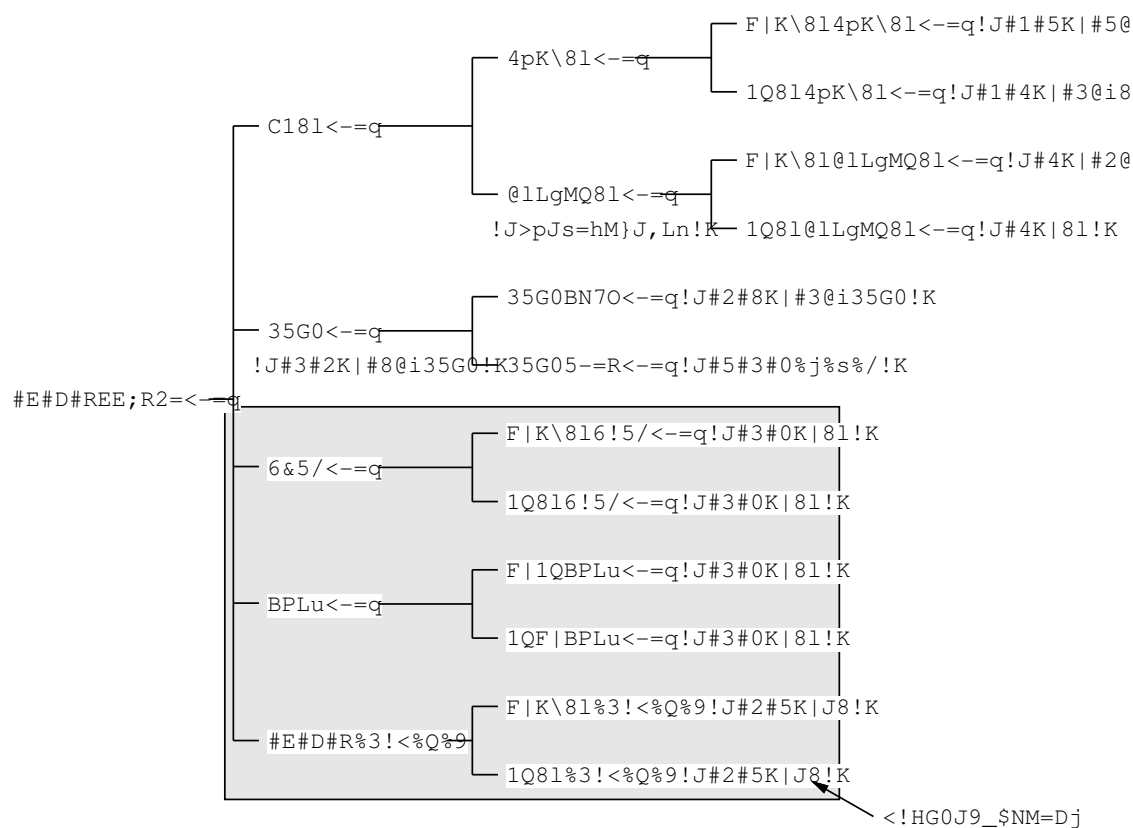 F|K\8l4pK\8l<-=q!J#1#5K|#5@
4pK\8l<-=q
1Q8l4pK\8l<-=q!J#1#4K|#3@i8
C18l<-=q
F|K\8l@lLgMQ8l<-=q!J#4K|#2@
@lLgMQ8l<-=q
!J>pJs=hM}J,Ln!K
1Q8l@lLgMQ8l<-=q!J#4K|8l!K
35G0BN7O<-=q!J#2#8K|#3@i35G0!K
35G0<-=q
!J#3#2K|#8@i35G0!K
35G05-=R<-=q!J#5#3#0%j%s%/!K
#E#D#REE;R2=<-=q
F|K\8l6!5/<-=q!J#3#0K|8l!K
6&5/<-=q
1Q8l6!5/<-=q!J#3#0K|8l!K
F|1QBPLu<-=q!J#3#0K|8l!K
BPLu<-=q
1QF|BPLu<-=q!J#3#0K|8l!K
F|K\8l%3!<%Q%9!J#2#5K|J8!K
#E#D#R%3!<%Q%9
1Q8l%3!<%Q%9!J#2#5K|J8!K
<!HG0J9_$NM=Dj